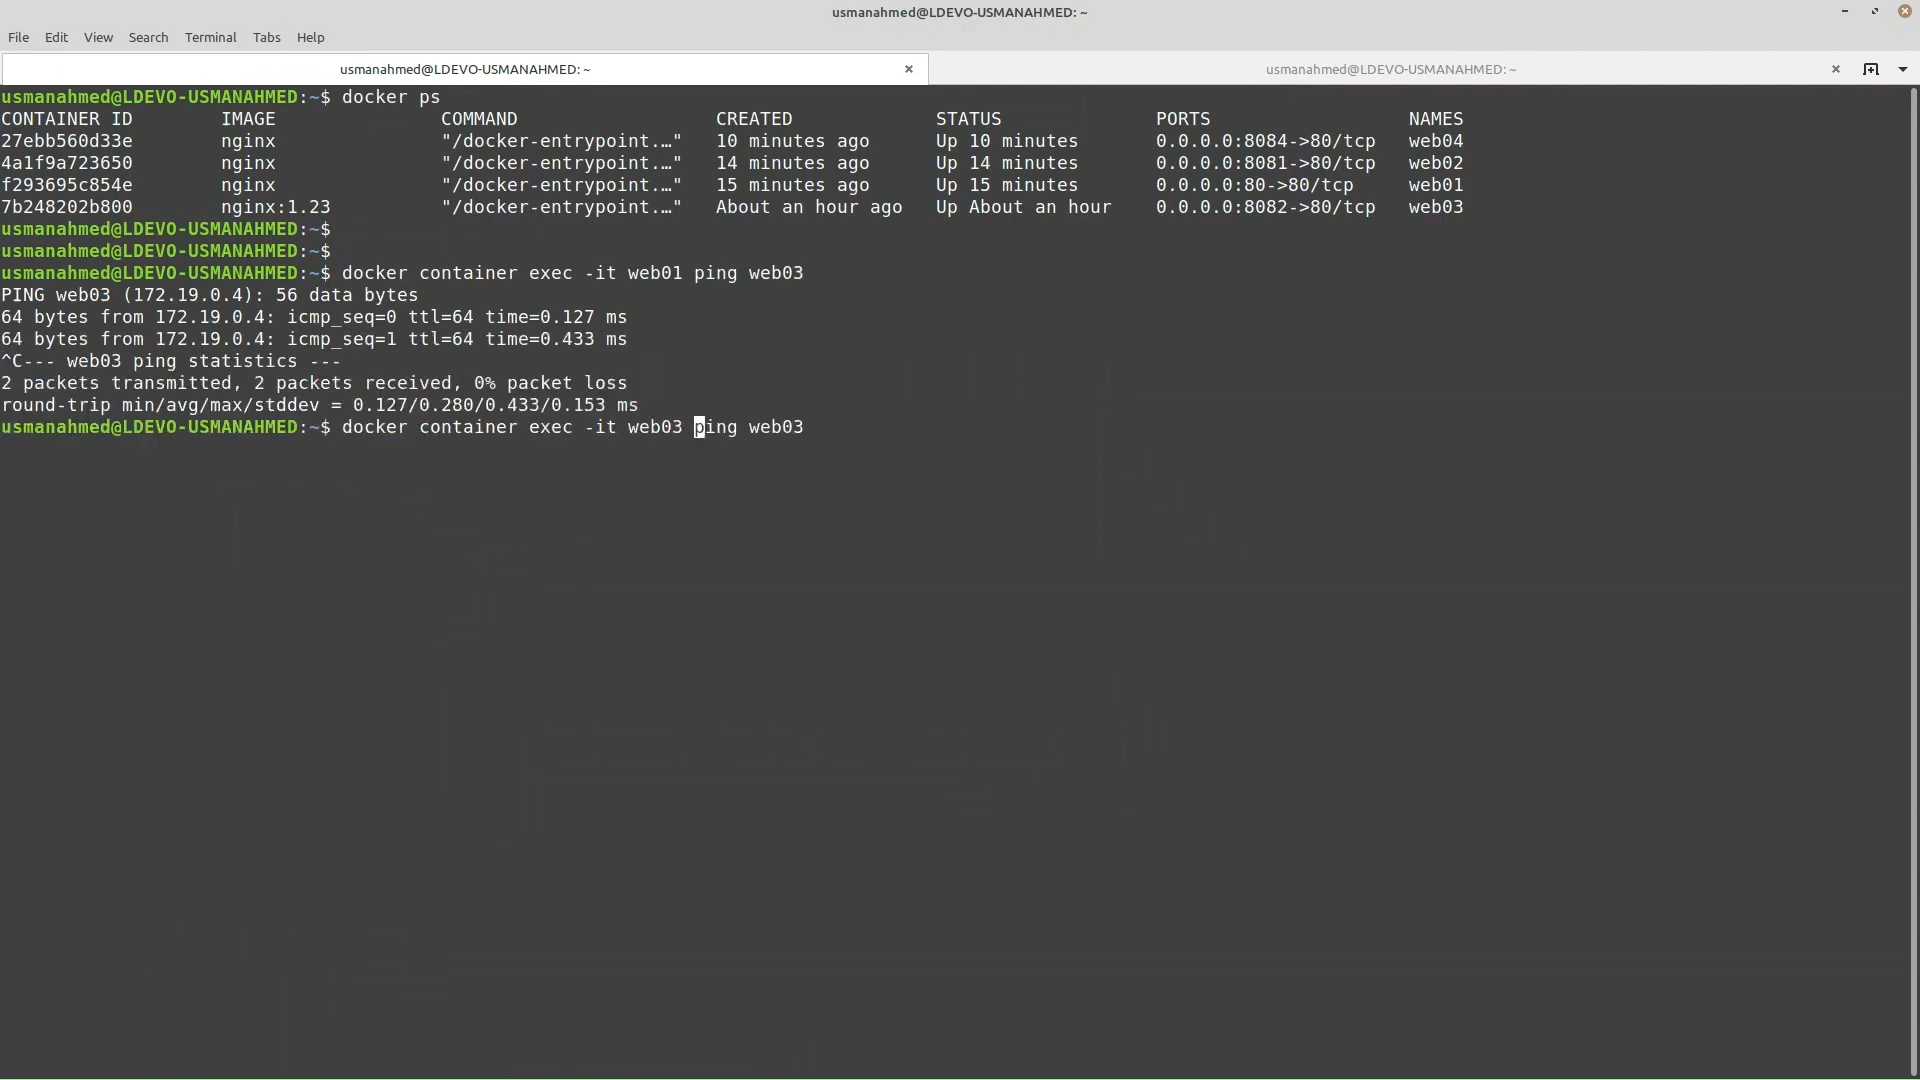 usmanahmed@LDEVO-USMANAHMED: ~
File Edit View Search Terminal Tabs Help
usmanahmed@LDEVO-USMANAHMED: ~ usmanahmed@LDEVO-USMANAHMED: ~
usmanahmed@LDEVO-USMANAHMED:~$ docker ps
CONTAINER ID IMAGE COMMAND CREATED STATUS PORTS NAMES
27ebb560d33e nginx "/docker-entrypoint.…" 10 minutes ago Up 10 minutes 0.0.0.0:8084->80/tcp web04
4a1f9a723650 nginx "/docker-entrypoint.…" 14 minutes ago Up 14 minutes 0.0.0.0:8081->80/tcp web02
f293695c854e nginx "/docker-entrypoint.…" 15 minutes ago Up 15 minutes 0.0.0.0:80->80/tcp web01
7b248202b800 nginx:1.23 "/docker-entrypoint.…" About an hour ago Up About an hour 0.0.0.0:8082->80/tcp web03
usmanahmed@LDEVO-USMANAHMED:~$
usmanahmed@LDEVO-USMANAHMED:~$
usmanahmed@LDEVO-USMANAHMED:~$ docker container exec -it web01 ping web03
PING web03 (172.19.0.4): 56 data bytes
64 bytes from 172.19.0.4: icmp_seq=0 ttl=64 time=0.127 ms
64 bytes from 172.19.0.4: icmp_seq=1 ttl=64 time=0.433 ms
^C--- web03 ping statistics ---
2 packets transmitted, 2 packets received, 0% packet loss
round-trip min/avg/max/stddev = 0.127/0.280/0.433/0.153 ms
usmanahmed@LDEVO-USMANAHMED:~$ docker container exec -it web03 ping web03